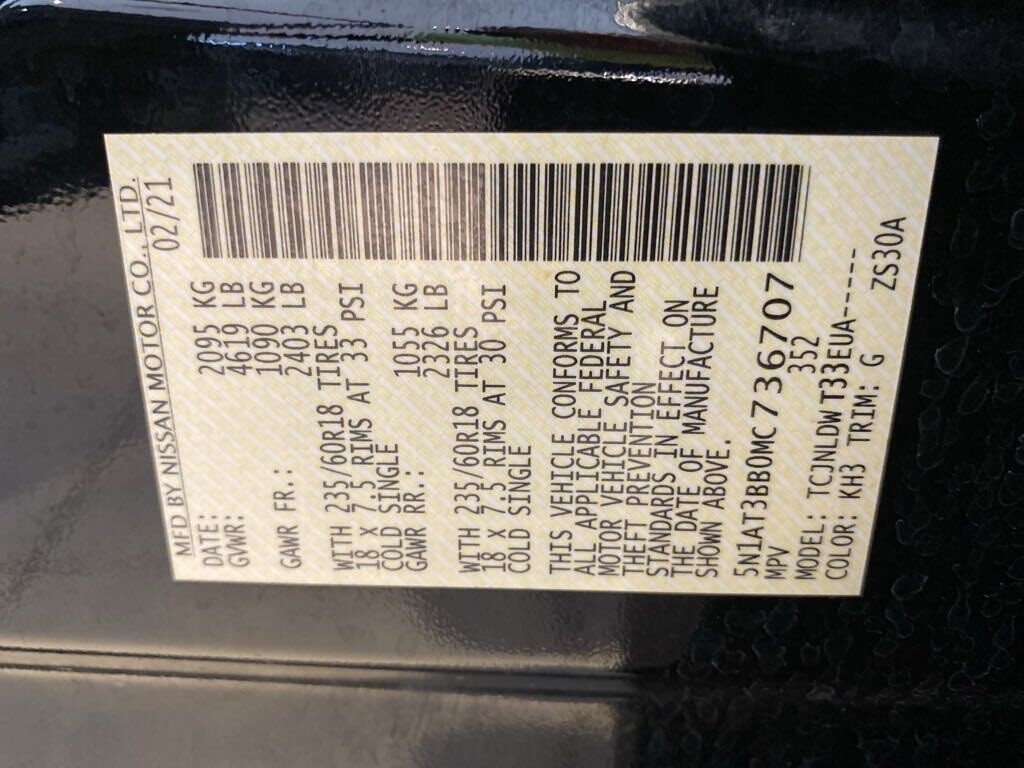 MFD BY NISSAN MOTOR CO., LTD.
DATE: 02/21
GVWR: 2095 KG
4619 LB
GAWR FR.: 1090 KG
2403 LB
WITH 235/60R18 TIRES
18 X 7.5 RIMS AT 33 PSI
COLD SINGLE
GAWR RR.: 1055 KG
2326 LB
WITH 235/60R18 TIRES
18 X 7.5 RIMS AT 30 PSI
COLD SINGLE
THIS VEHICLE CONFORMS TO
ALL APPLICABLE FEDERAL
MOTOR VEHICLE SAFETY AND
THEFT PREVENTION
STANDARDS IN EFFECT ON
THE DATE OF MANUFACTURE
SHOWN ABOVE.
5N1AT3BB0MC736707
MPV 352
MODEL: TCJNLDWT33EUA-----
COLOR: KH3 TRIM: G ZS30A